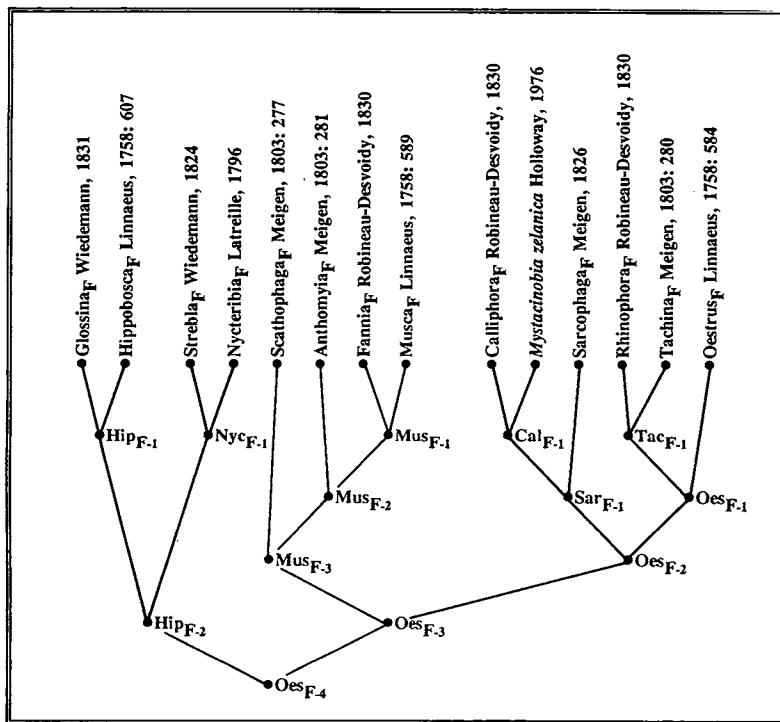 Glossina_F Wiedemann, 1831
Hippobosca_F Linnaeus, 1758: 607
Strebla_F Wiedemann, 1824
Nycteribia_F Latreille, 1796
Scathophaga_F Meigen, 1803: 277
Anthomyia_F Meigen, 1803: 281
Fannia_F Robineau-Desvoidy, 1830
Musca_F Linnaeus, 1758: 589
Calliphora_F Robineau-Desvoidy, 1830
Mystacinobia zelanica Holloway, 1976
Sarcophaga_F Meigen, 1826
Rhinophora_F Robineau-Desvoidy, 1830
Tachina_F Meigen, 1803: 280
Oestrus_F Linnaeus, 1758: 584
Hip_F-1
Nyc_F-1
Mus_F-1
Cal_F-1
Tac_F-1
Mus_F-2
Sar_F-1
Oes_F-1
Mus_F-3
Oes_F-2
Hip_F-2
Oes_F-3
Oes_F-4